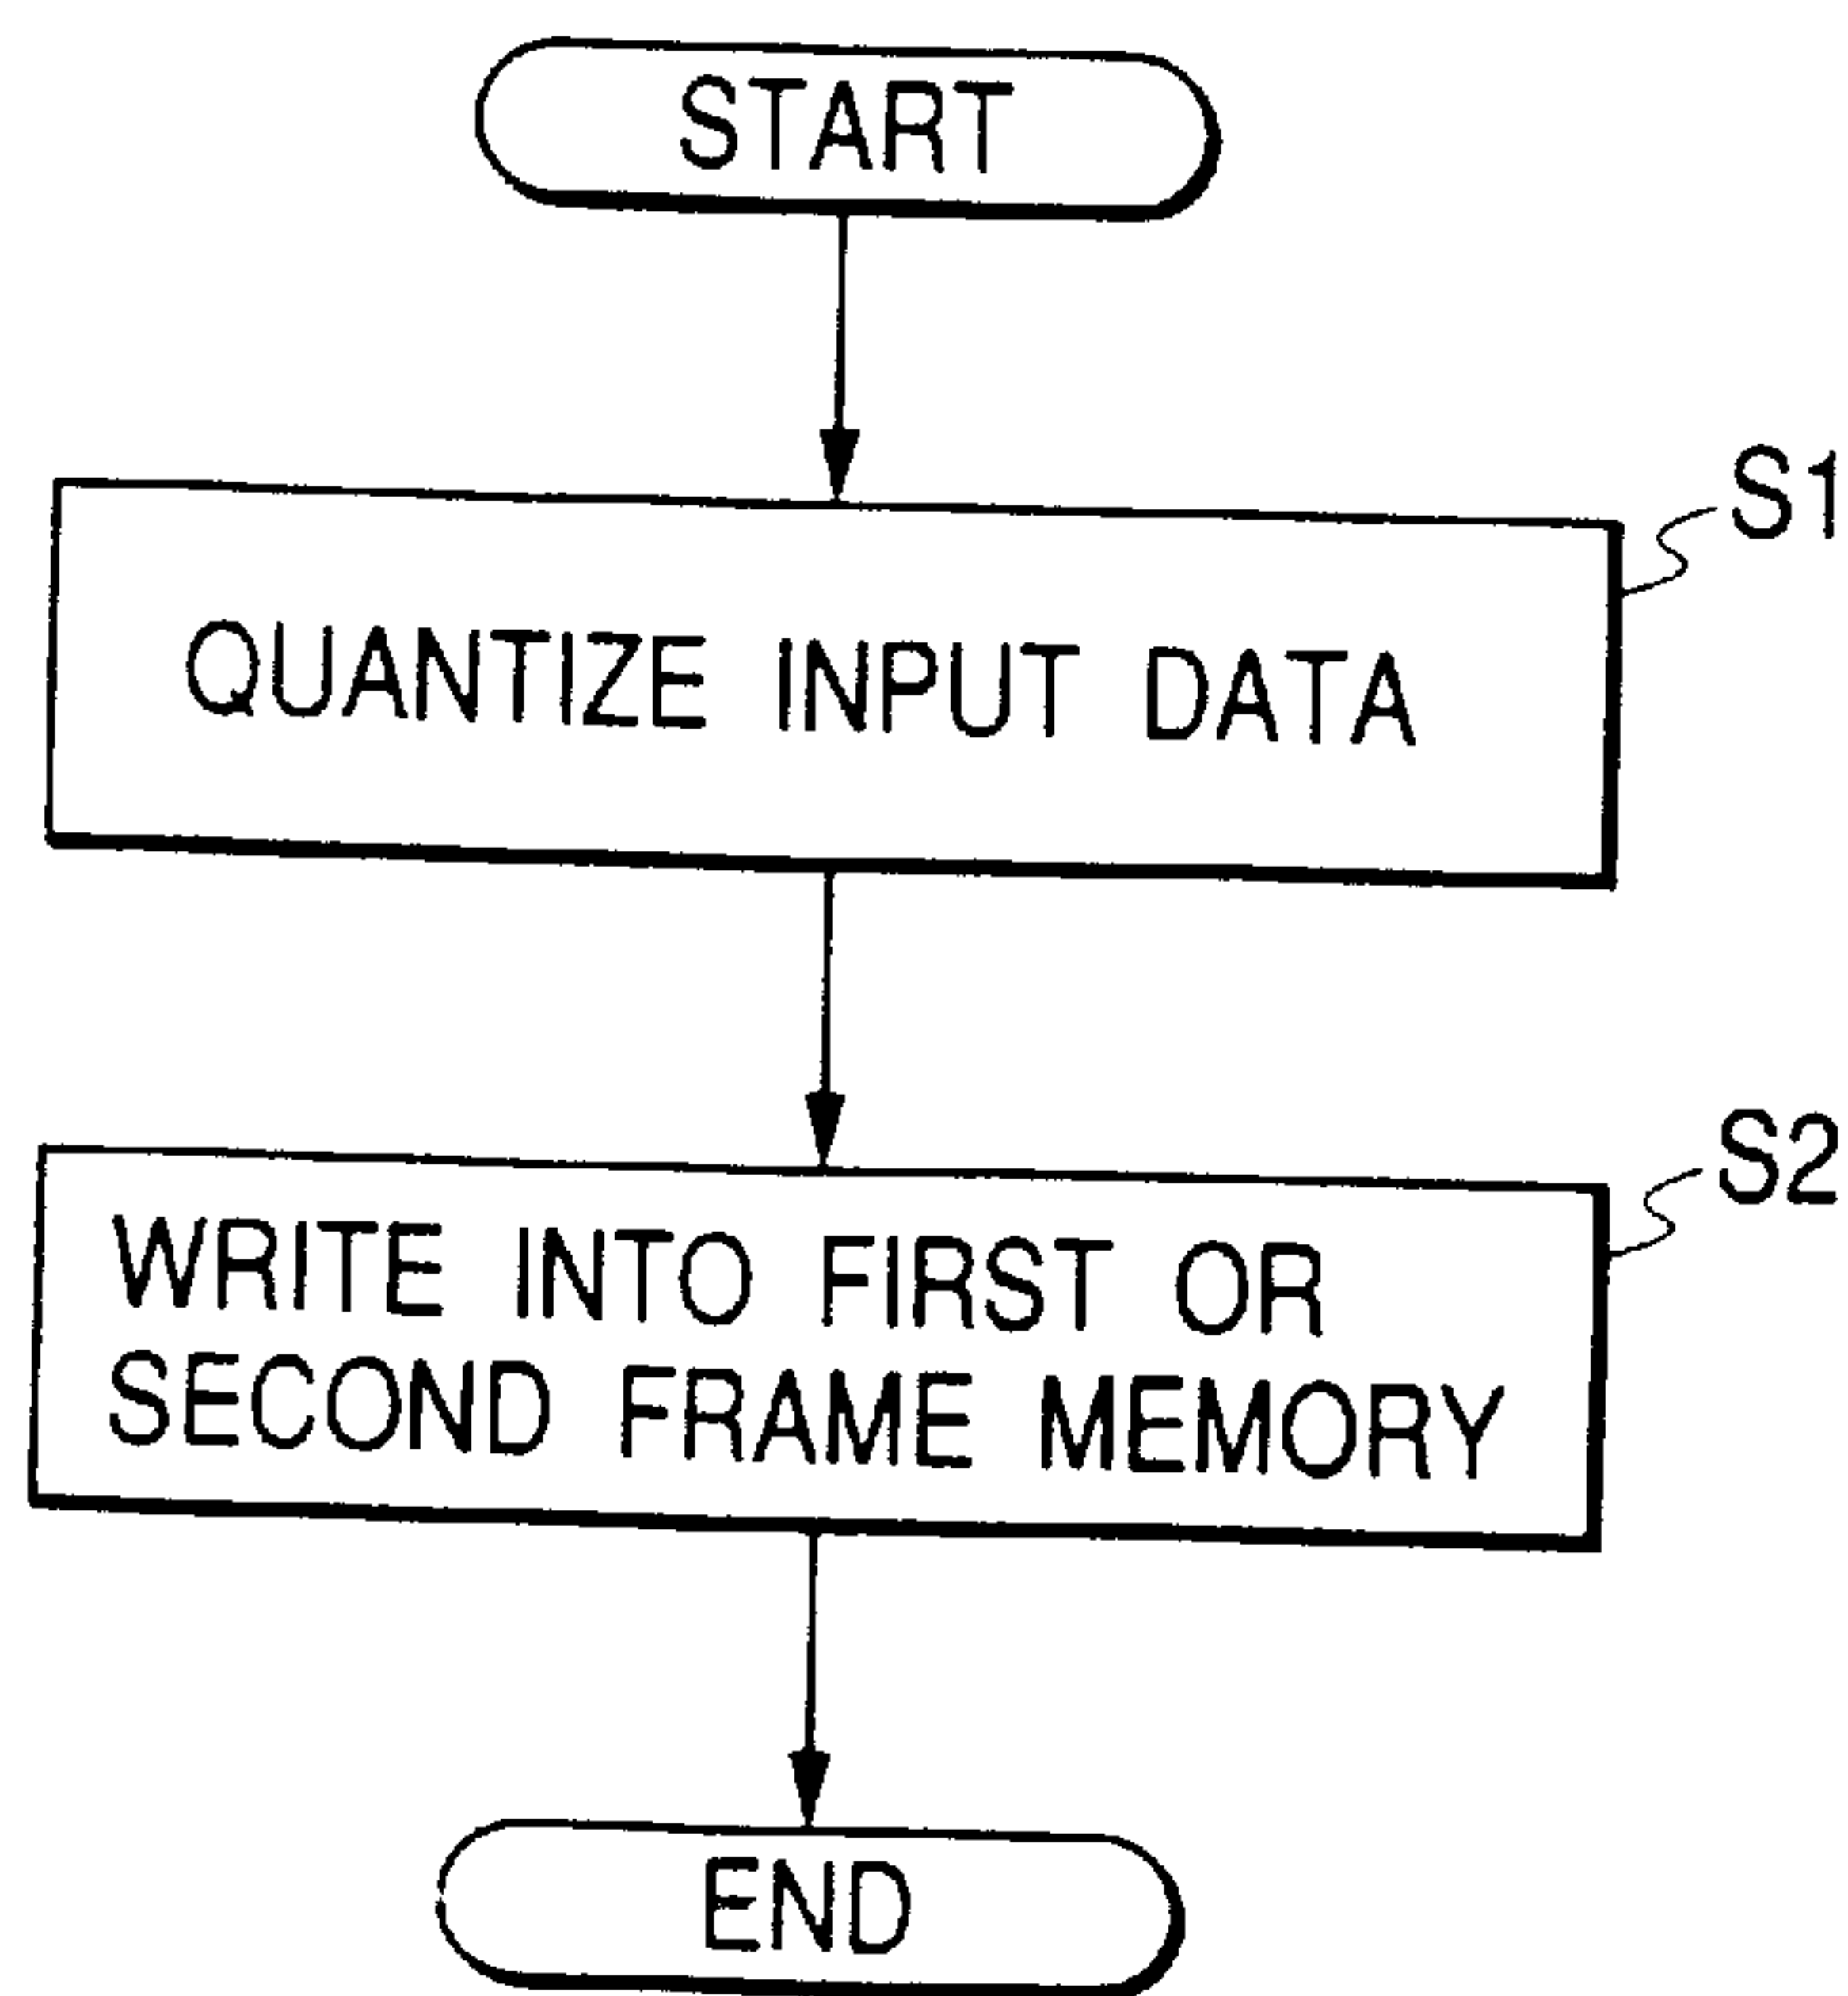 START
S1
QUANTIZE INPUT DATA
S2
WRITE INTO FIRST OR
SECOND FRAME MEMORY
END